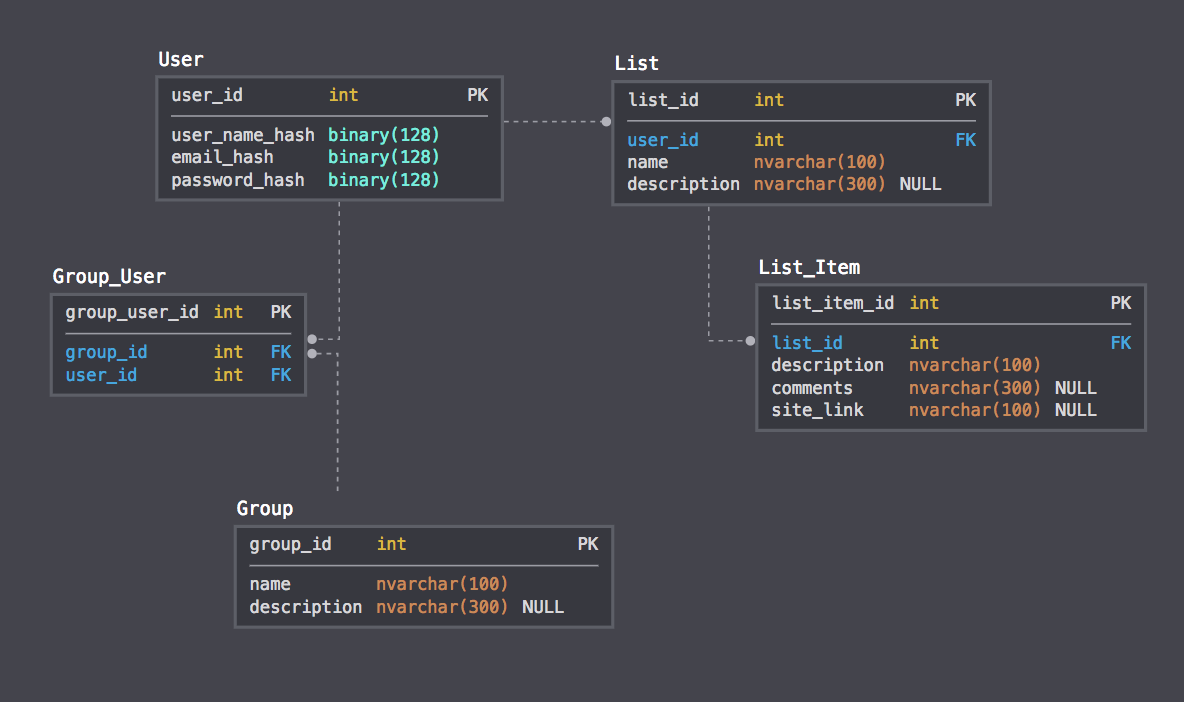 User
user_id int PK
user_name_hash binary(128)
email_hash binary(128)
password_hash binary(128)
List
list_id int PK
user_id int FK
name nvarchar(100)
description nvarchar(300) NULL
Group_User
group_user_id int PK
group_id int FK
user_id int FK
List_Item
list_item_id int PK
list_id int FK
description nvarchar(100)
comments nvarchar(300) NULL
site_link nvarchar(100) NULL
Group
group_id int PK
name nvarchar(100)
description nvarchar(300) NULL